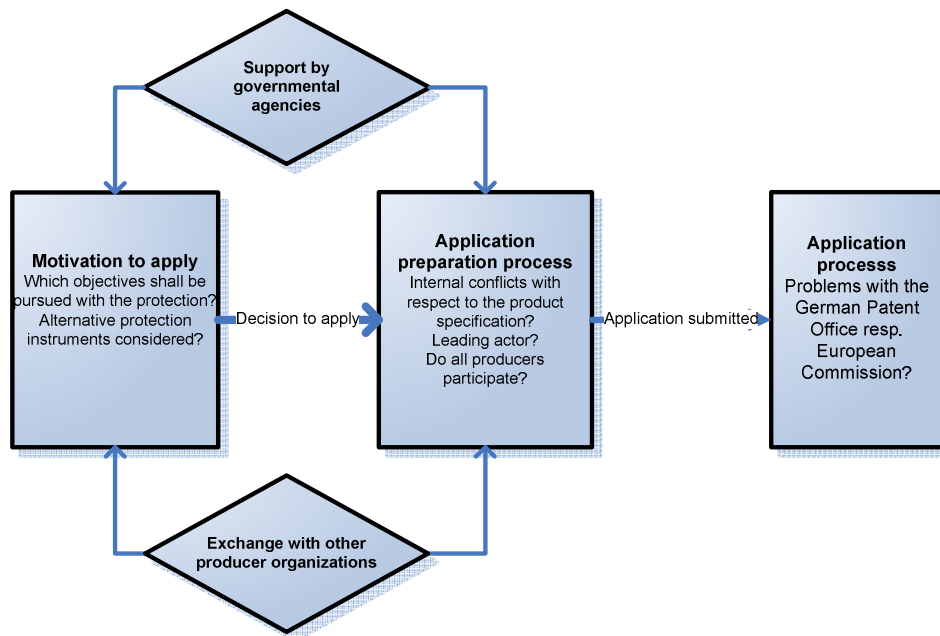 Support by
governmental
agencies
Motivation to apply
Which objectives shall be
pursued with the protection?
Alternative protection
instruments considered?
Decision to apply
Application
preparation process
Internal conflicts with
respect to the product
specification?
Leading actor?
Do all producers
participate?
Application submitted
Application
processs
Problems with the
German Patent
Office resp.
European
Commission?
Exchange with other
producer organizations